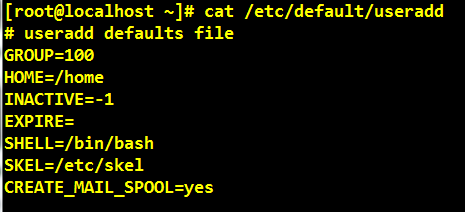 [root@localhost ~]# cat /etc/default/useradd
# useradd defaults file
GROUP=100
HOME=/home
INACTIVE=-1
EXPIRE=
SHELL=/bin/bash
SKEL=/etc/skel
CREATE_MAIL_SPOOL=yes